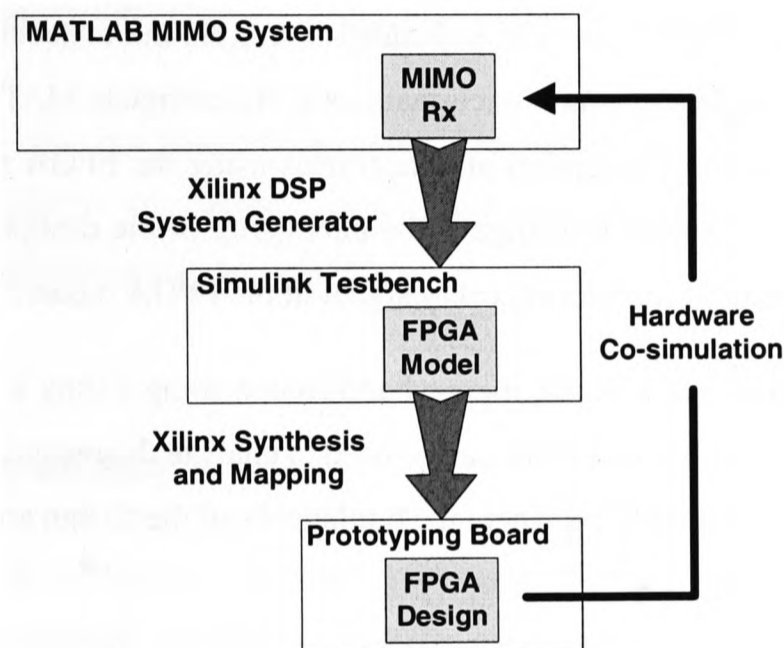 MATLAB MIMO System
MIMO
Rx
Xilinx DSP
System Generator
Simulink Testbench
FPGA
Model
Hardware
Co-simulation
Xilinx Synthesis
and Mapping
Prototyping Board
FPGA
Design